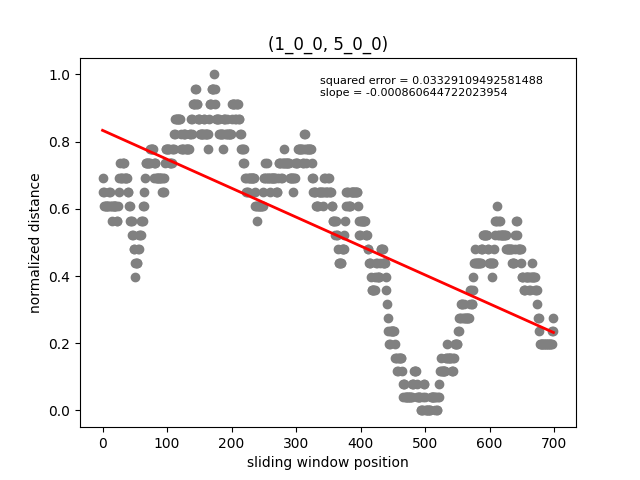 (1_0_0, 5_0_0)
squared error = 0.03329109492581488
slope = -0.000860644722023954
1.0
0.8
0.6
0.4
0.2
0.0
normalized distance
0 100 200 300 400 500 600 700
sliding window position